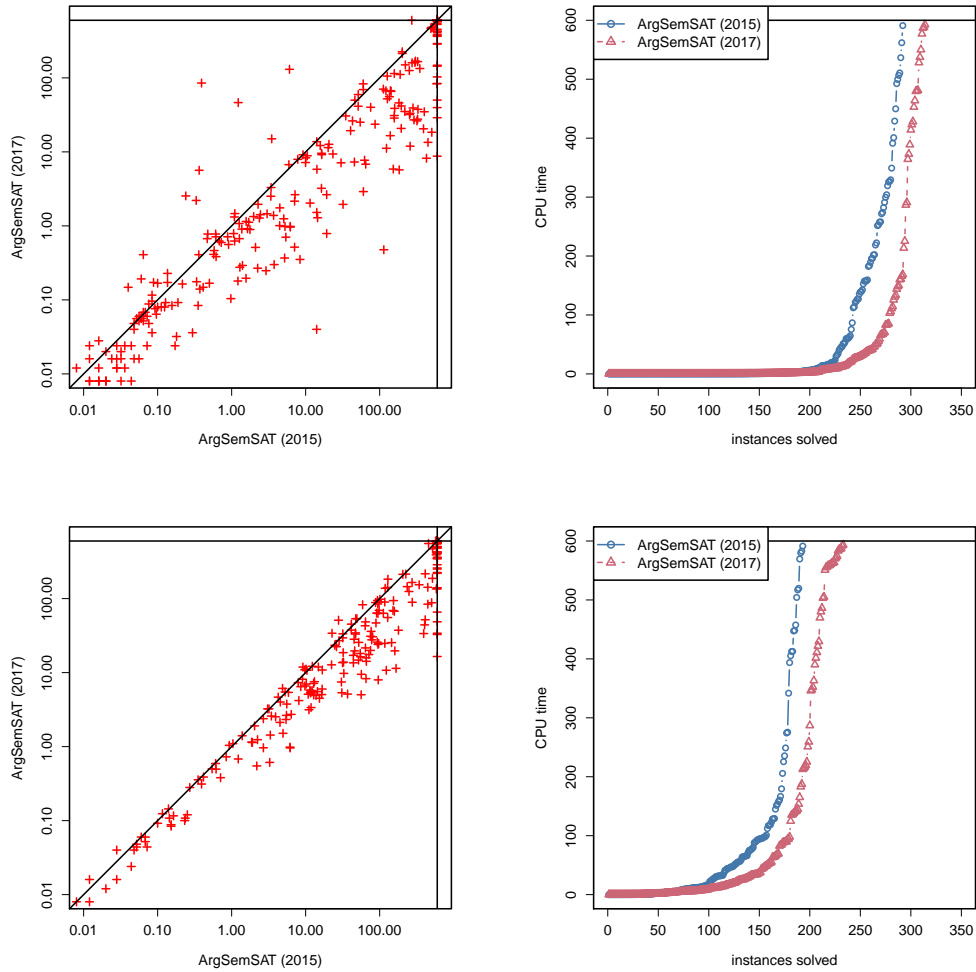 100.00
10.00
1.00
0.10
0.01
ArgSemSAT (2017)
0.01 0.10 1.00 10.00 100.00
ArgSemSAT (2015)
ArgSemSAT (2015)
ArgSemSAT (2017)
600
500
400
300
200
100
0
CPU time
0 50 100 150 200 250 300 350
instances solved
100.00
10.00
1.00
0.10
0.01
ArgSemSAT (2017)
0.01 0.10 1.00 10.00 100.00
ArgSemSAT (2015)
ArgSemSAT (2015)
ArgSemSAT (2017)
600
500
400
300
200
100
0
CPU time
0 50 100 150 200 250 300 350
instances solved